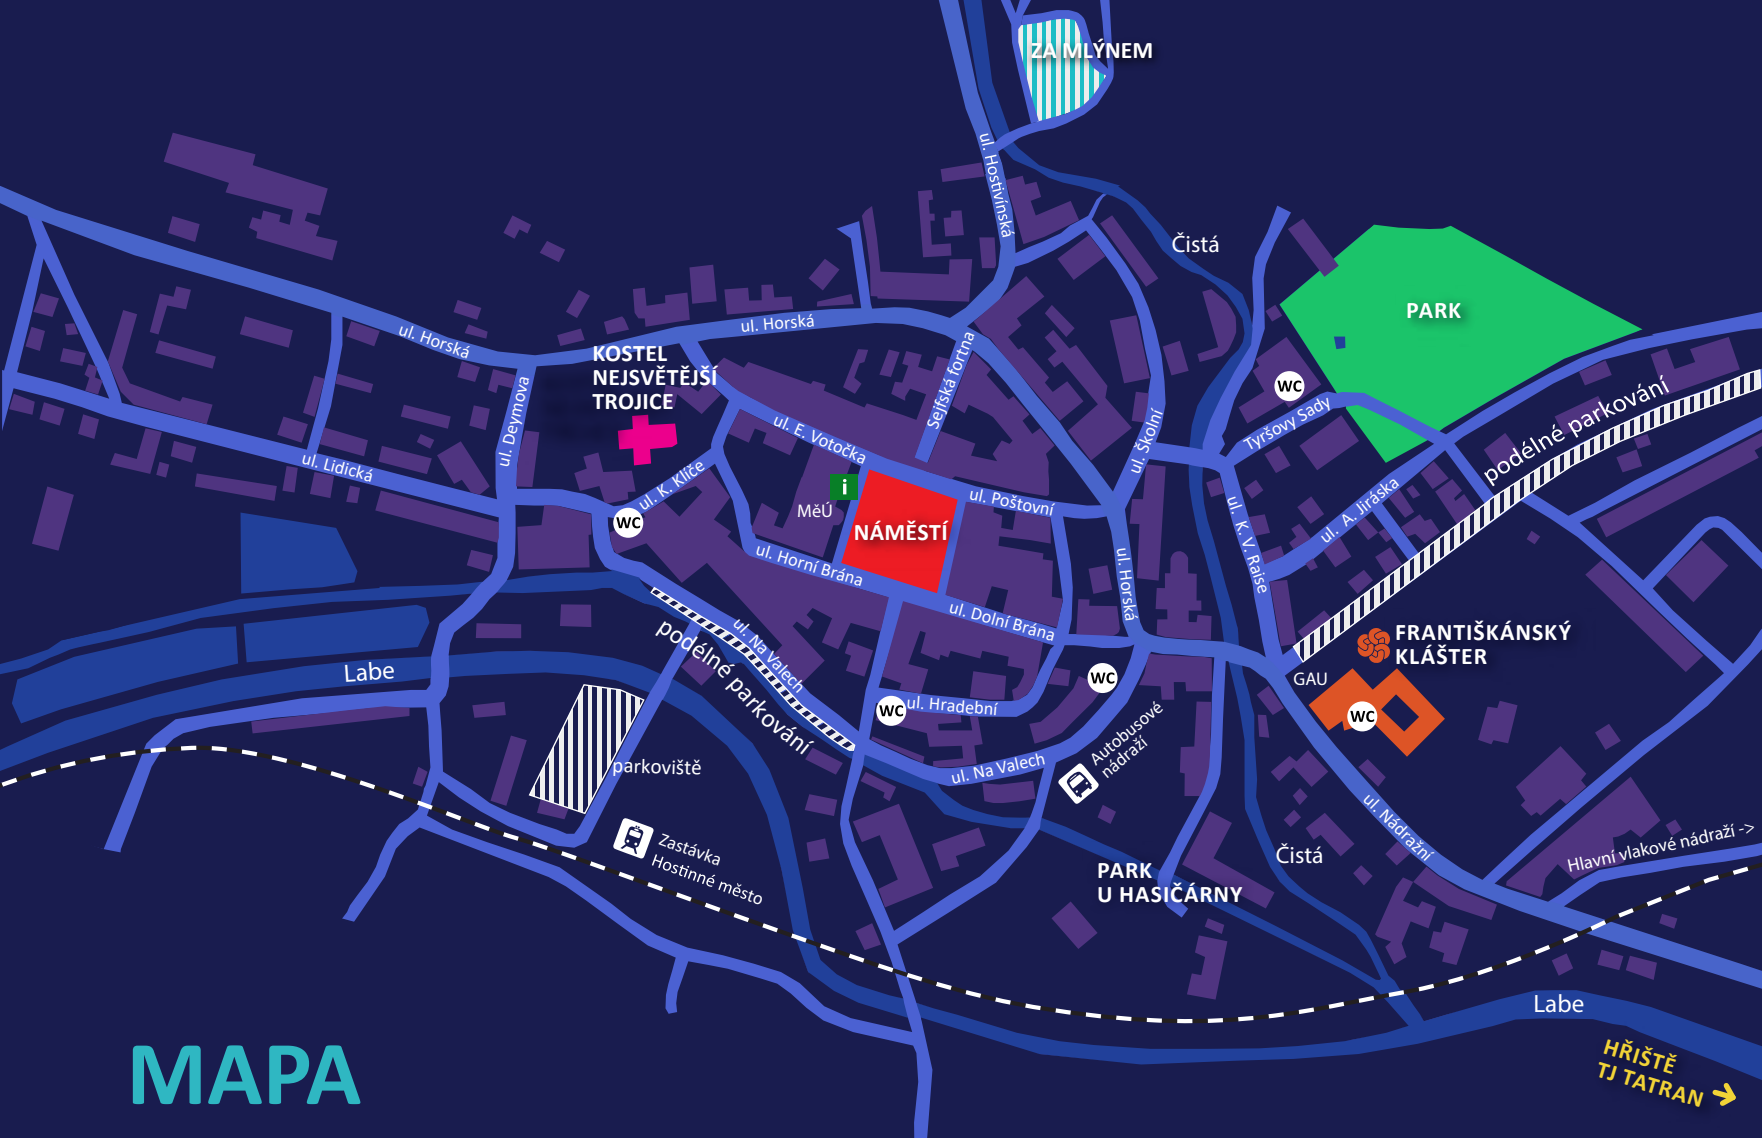 ZA MLÝNEM
ul. Hostivínská
Čistá
PARK
ul. Horská
ul. Horská
KOSTEL
NEJSVĚTĚJŠÍ
TROJICE
Sejfská fortna
WC
Tyršovy Sady
podélné parkování
ul. Deymova
ul. E. Votočka
ul. Školní
ul. Lidická
ul. K. Klíče
i
MěÚ
NÁMĚSTÍ
ul. Poštovní
ul. K. V. Raise
ul. A. Jiráska
WC
ul. Horní Brána
ul. Horská
ul. Dolní Brána
ul. Na Valech
podélné parkování
FRANTIŠKÁNSKÝ
KLÁŠTER
GAU
WC
Labe
WC
WC
ul. Hradební
Autobusové
nádraží
parkoviště
ul. Na Valech
ul. Nádražní
Zastávka
Hostinné město
Hlavní vlakové nádraží ->
Čistá
PARK
U HASIČÁRNY
Labe
MAPA
HŘIŠTĚ
TJ TATRAN